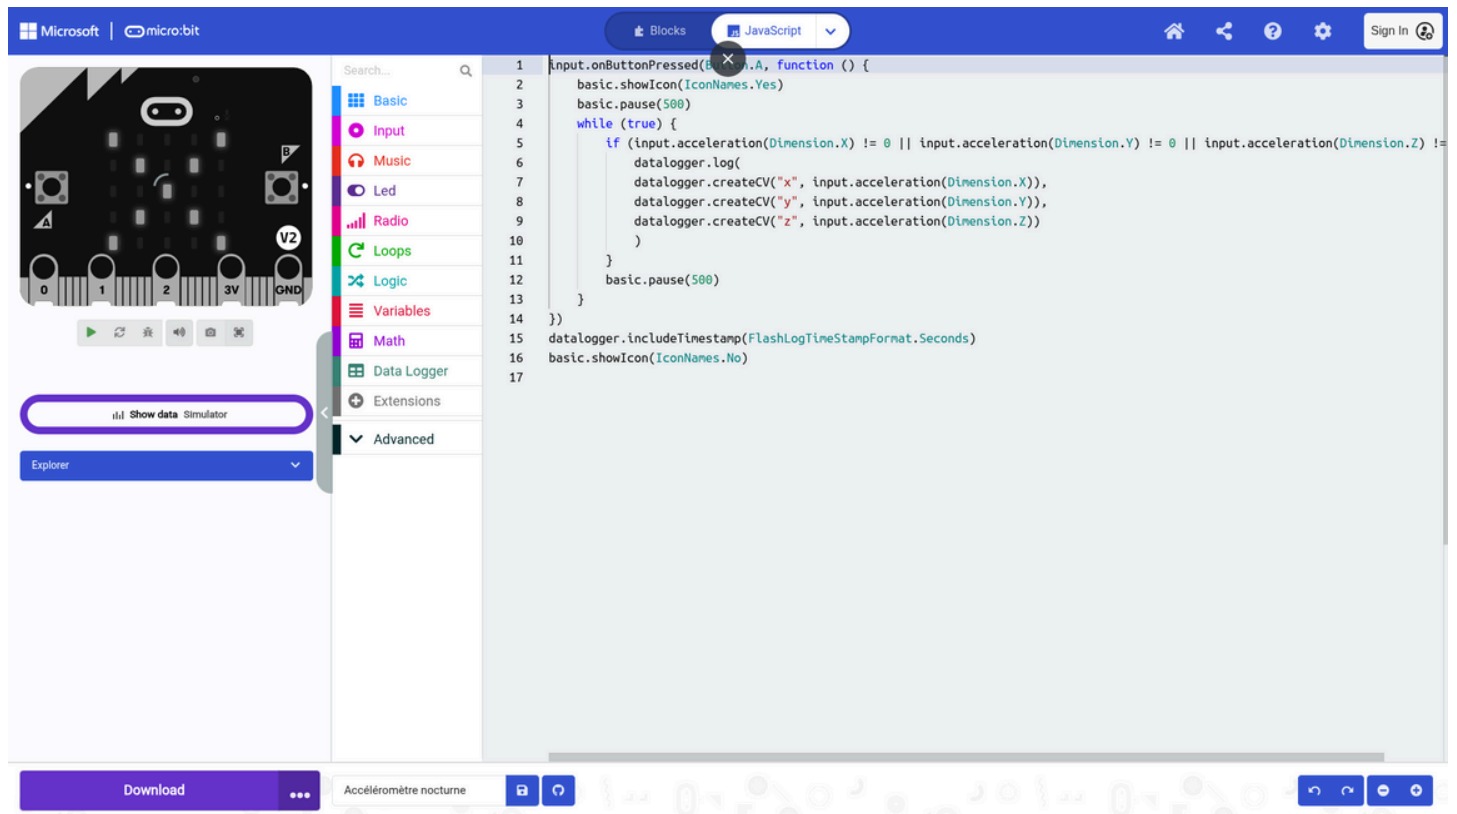 Microsoft | micro:bit
Blocks
JavaScript
Sign In
A
B
V2
0 1 2 3V GND
Show data Simulator
Explorer
Search...
Basic
Input
Music
Led
Radio
Loops
Logic
Variables
Math
Data Logger
Extensions
Advanced
1 input.onButtonPressed(Button.A, function () {
2 basic.showIcon(IconNames.Yes)
3 basic.pause(500)
4 while (true) {
5 if (input.acceleration(Dimension.X) != 0 || input.acceleration(Dimension.Y) != 0 || input.acceleration(Dimension.Z) !=
6 datalogger.log(
7 datalogger.createCV("x", input.acceleration(Dimension.X)),
8 datalogger.createCV("y", input.acceleration(Dimension.Y)),
9 datalogger.createCV("z", input.acceleration(Dimension.Z))
10 )
11 }
12 basic.pause(500)
13 }
14 })
15 datalogger.includeTimestamp(FlashLogTimeStampFormat.Seconds)
16 basic.showIcon(IconNames.No)
17
Download
Accéléromètre nocturne